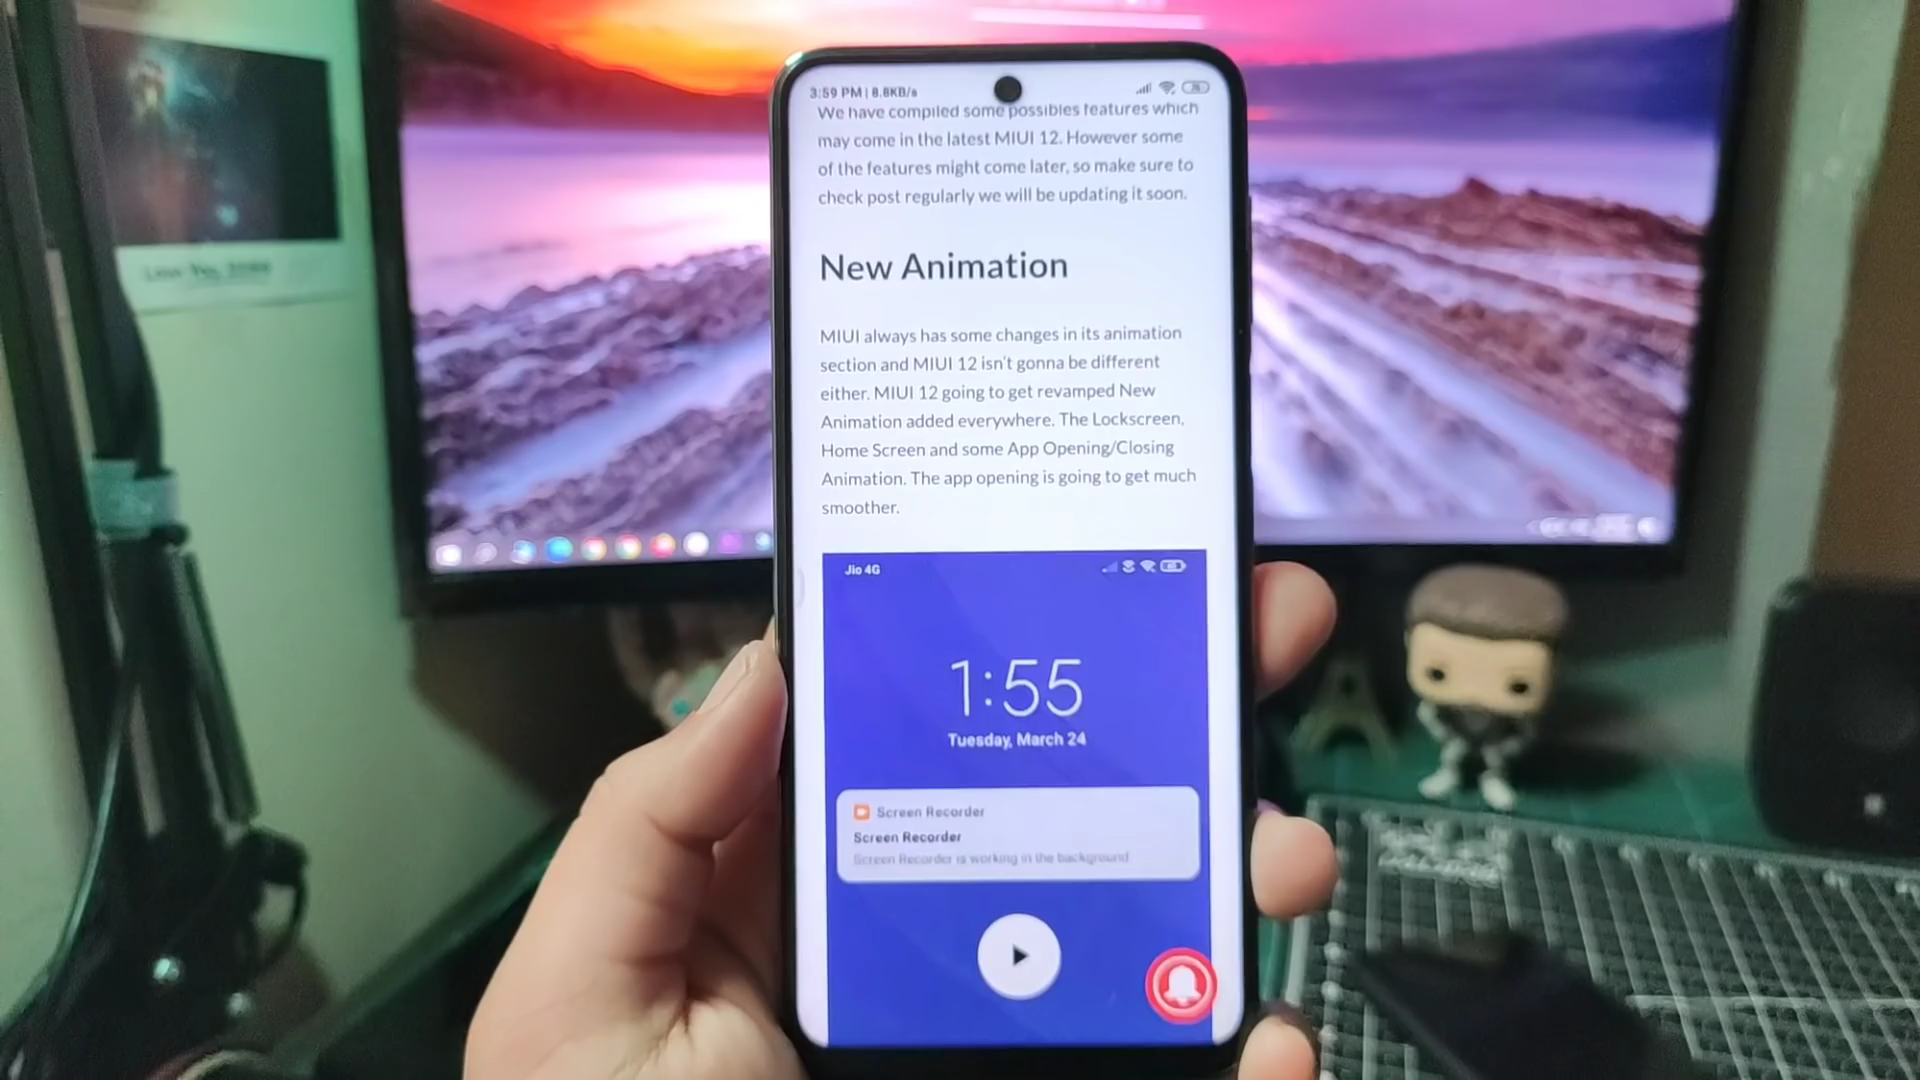 3:59 PM | 8.8KB/s
We have compiled some possibles features which
may come in the latest MIUI 12. However some
of the features might come later, so make sure to
check post regularly we will be updating it soon.
New Animation
MIUI always has some changes in its animation
section and MIUI 12 isn't gonna be different
either. MIUI 12 going to get revamped New
Animation added everywhere. The Lockscreen,
Home Screen and some App Opening/Closing
Animation. The app opening is going to get much
smoother.
Jio 4G
1:55
Tuesday, March 24
Screen Recorder
Screen Recorder
Screen Recorder is working in the background